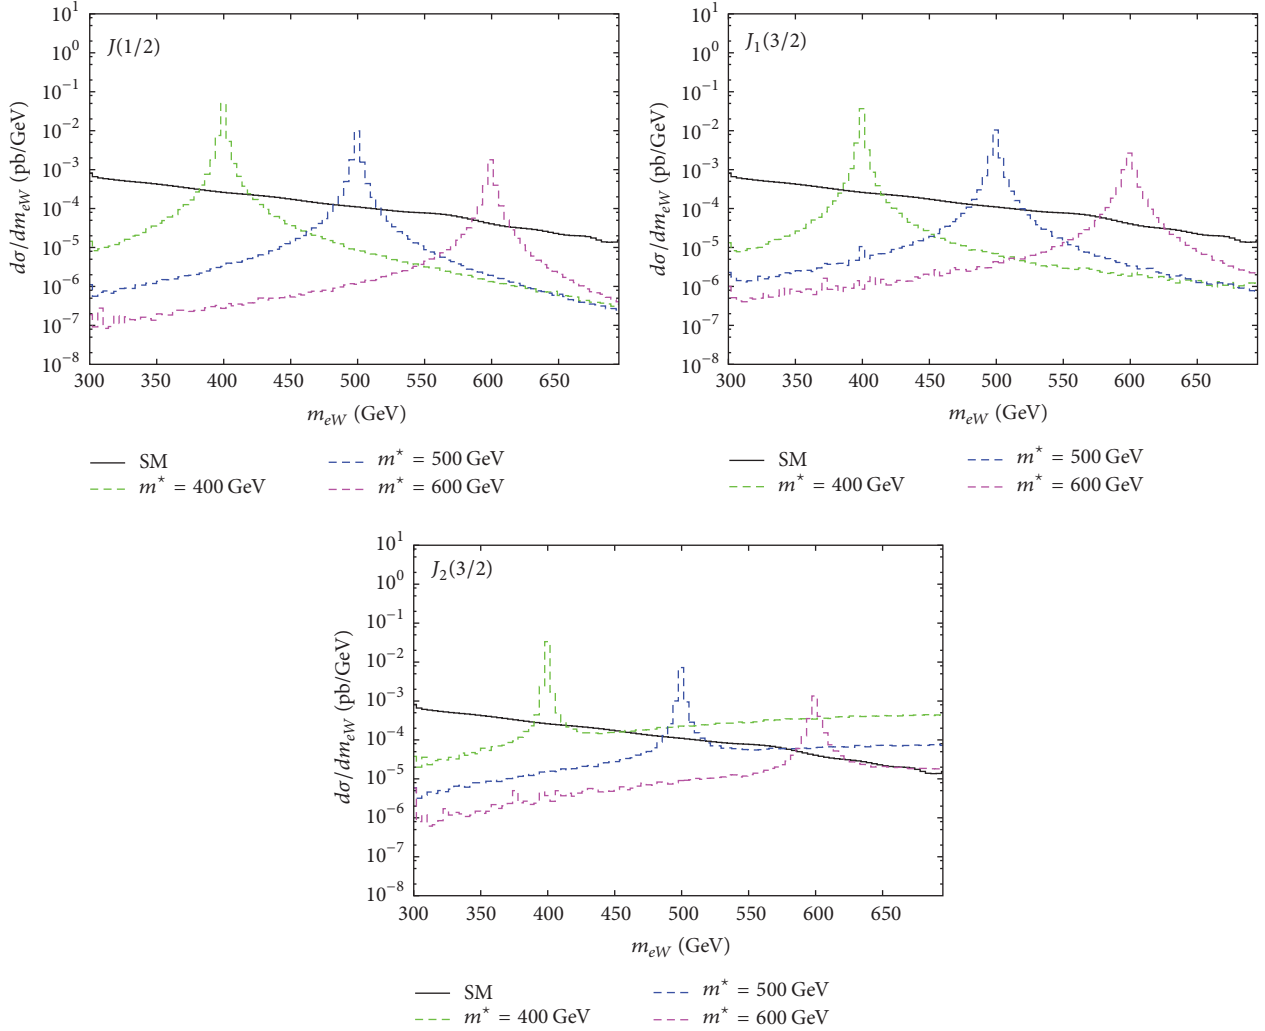 J(1/2)
10^1
10^0
10^−1
10^−2
10^−3
10^−4
10^−5
10^−6
10^−7
10^−8
dσ/dm_eW (pb/GeV)
300 350 400 450 500 550 600 650
m_eW (GeV)
SM
m* = 400 GeV
m* = 500 GeV
m* = 600 GeV
J_1(3/2)
10^1
10^0
10^−1
10^−2
10^−3
10^−4
10^−5
10^−6
10^−7
10^−8
dσ/dm_eW (pb/GeV)
300 350 400 450 500 550 600 650
m_eW (GeV)
SM
m* = 400 GeV
m* = 500 GeV
m* = 600 GeV
J_2(3/2)
10^1
10^0
10^−1
10^−2
10^−3
10^−4
10^−5
10^−6
10^−7
10^−8
dσ/dm_eW (pb/GeV)
300 350 400 450 500 550 600 650
m_eW (GeV)
SM
m* = 400 GeV
m* = 500 GeV
m* = 600 GeV